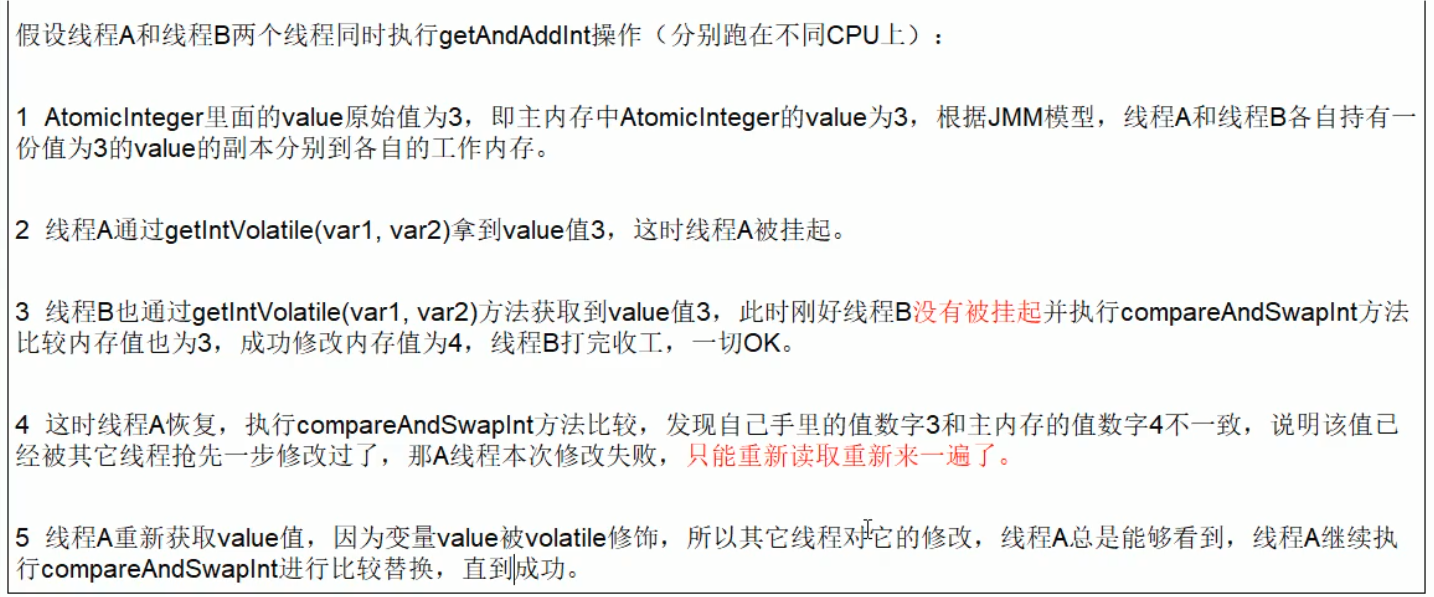 假设线程A和线程B两个线程同时执行getAndAddInt操作（分别跑在不同CPU上）：
1 AtomicInteger里面的value原始值为3，即主内存中AtomicInteger的value为3，根据JMM模型，线程A和线程B各自持有一
份值为3的value的副本分别到各自的工作内存。
2 线程A通过getIntVolatile(var1, var2)拿到value值3，这时线程A被挂起。
3 线程B也通过getIntVolatile(var1, var2)方法获取到value值3，此时刚好线程B没有被挂起并执行compareAndSwapInt方法
比较内存值也为3，成功修改内存值为4，线程B打完收工，一切OK。
4 这时线程A恢复，执行compareAndSwapInt方法比较，发现自己手里的值数字3和主内存的值数字4不一致，说明该值已
经被其它线程抢先一步修改过了，那A线程本次修改失败，只能重新读取重新来一遍了。
5 线程A重新获取value值，因为变量value被volatile修饰，所以其它线程对它的修改，线程A总是能够看到，线程A继续执
行compareAndSwapInt进行比较替换，直到成功。